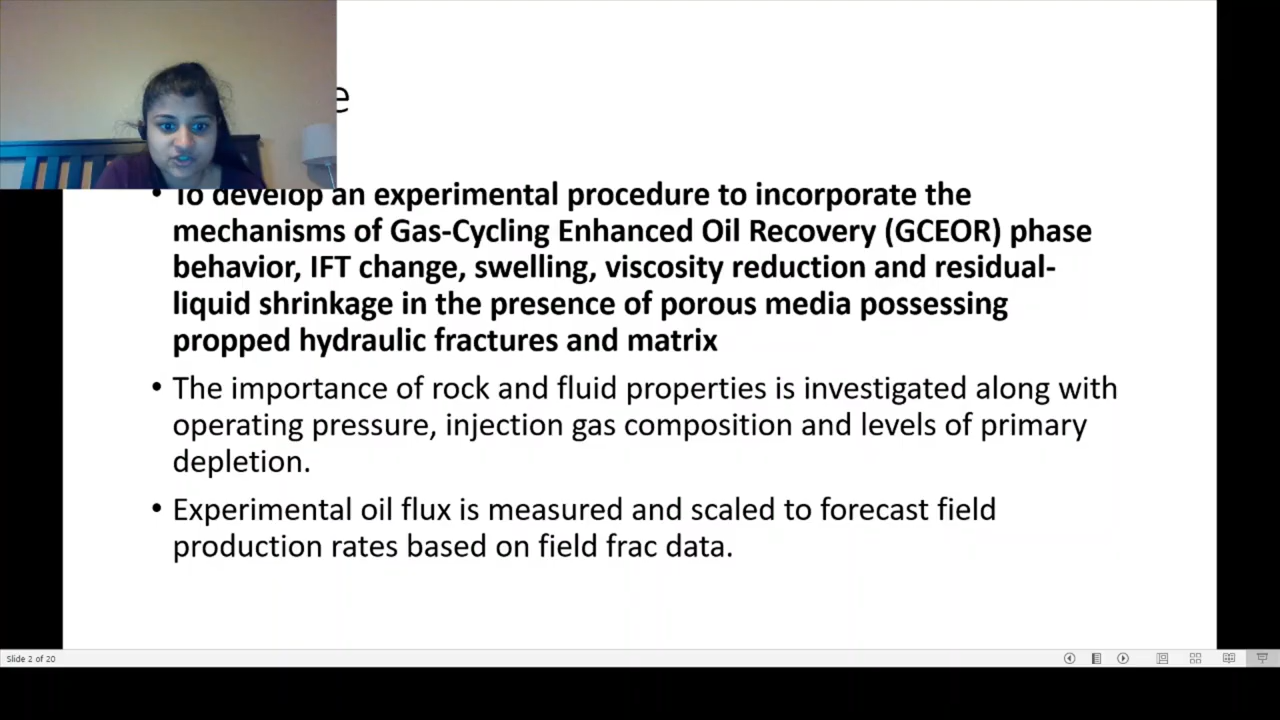 e
• To develop an experimental procedure to incorporate the
mechanisms of Gas-Cycling Enhanced Oil Recovery (GCEOR) phase
behavior, IFT change, swelling, viscosity reduction and residual-
liquid shrinkage in the presence of porous media possessing
propped hydraulic fractures and matrix
• The importance of rock and fluid properties is investigated along with
operating pressure, injection gas composition and levels of primary
depletion.
• Experimental oil flux is measured and scaled to forecast field
production rates based on field frac data.
Slide 2 of 20